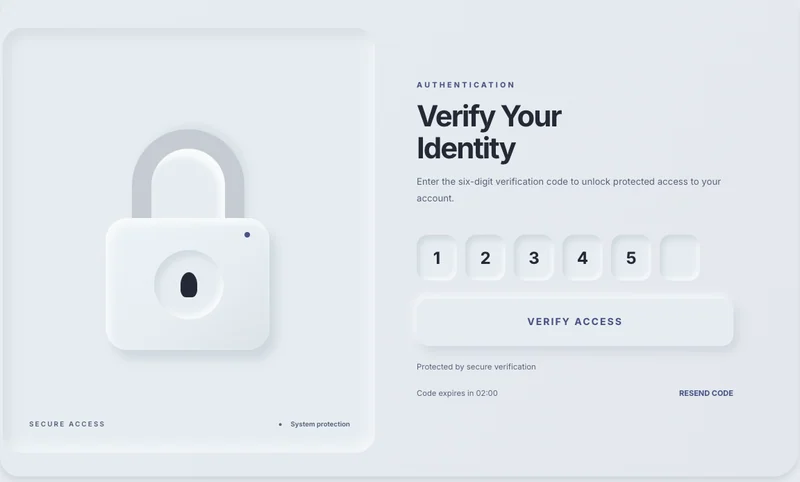 AUTHENTICATION
Verify Your
Identity
Enter the six-digit verification code to unlock protected access to your
account.
1 2 3 4 5
VERIFY ACCESS
Protected by secure verification
Code expires in 02:00 RESEND CODE
SECURE ACCESS • System protection